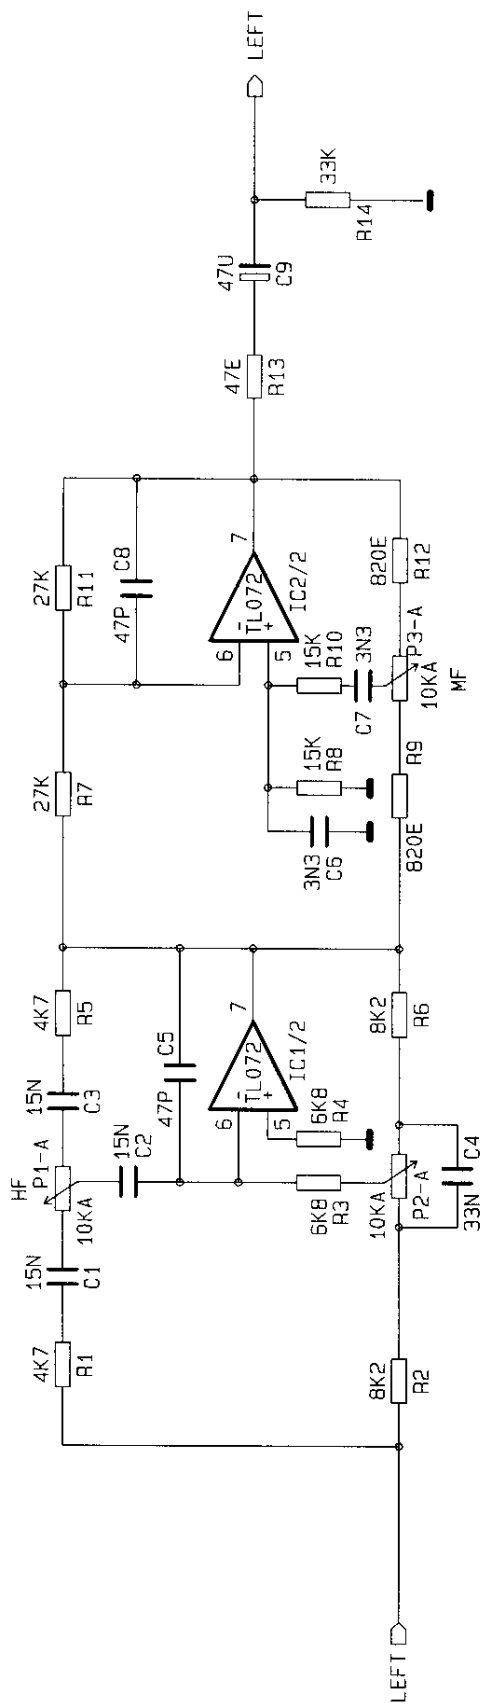 LEFT
4K7
R1
15N
C1
HF
P1-A
10KA
15N
C2
15N
C3
4K7
R5
47P
C5
6
7
5
-
+
TL072
IC1/2
6K8
R3
6K8
R4
8K2
R2
10KA
P2-A
33N
C4
8K2
R6
27K
R7
27K
R11
47P
C8
6
7
5
-
+
TL072
IC2/2
3N3
C6
15K
R8
15K
R10
3N3
C7
820E
R9
P3-A
10KA
MF
820E
R12
47E
R13
47U
C9
33K
R14
LEFT